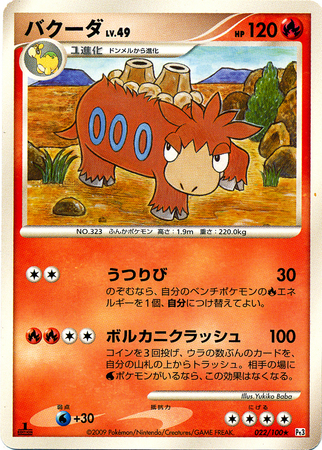 バクーダ LV.49 HP 120
1進化 ドンメルから進化
NO.323 ふんかポケモン 高さ:1.9m 重さ:220.0kg
うつりび 30
のぞむなら、自分のベンチポケモンの エネ
ルギーを1個、自分につけ替えてよい。
ボルカニクラッシュ 100
コインを3回投げ、ウラの数ぶんのカードを、
自分の山札の上からトラッシュ。相手の場に
ポケモンがいるなら、この効果はなくなる。
Illus.Yukiko Baba
弱点 抵抗力 にげる
+30
1
©2009 Pokémon/Nintendo/Creatures/GAME FREAK. 022/100★ Pt3